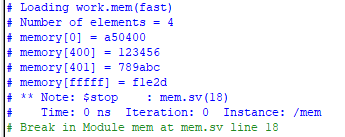 # Loading work.mem(fast)
# Number of elements = 4
# memory[0] = a50400
# memory[400] = 123456
# memory[401] = 789abc
# memory[fffff] = f1e2d
# ** Note: $stop    : mem.sv(18)
#    Time: 0 ns  Iteration: 0  Instance: /mem
# Break in Module mem at mem.sv line 18